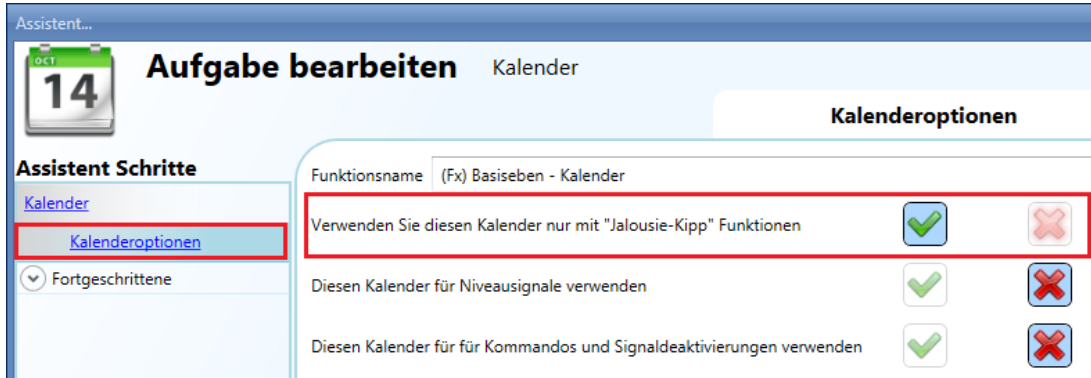 Assistent...
OCT
14
Aufgabe bearbeiten Kalender
Kalenderoptionen
Assistent Schritte
Kalender
Kalenderoptionen
Fortgeschrittene
Funktionsname (Fx) Basiseben - Kalender
Verwenden Sie diesen Kalender nur mit "Jalousie-Kipp" Funktionen
Diesen Kalender für Niveausignale verwenden
Diesen Kalender für für Kommandos und Signaldeaktivierungen verwenden